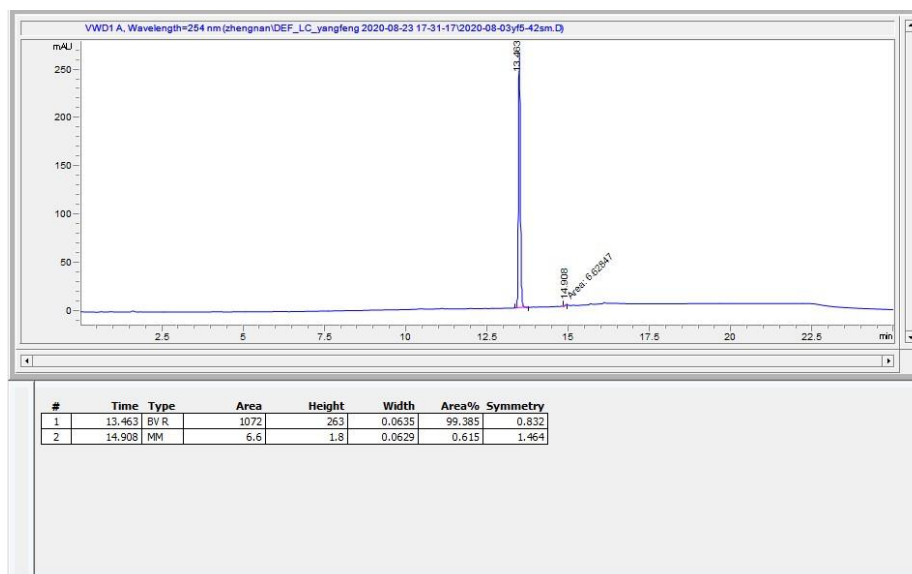 VWD1 A, Wavelength=254 nm (zhengnan\DEF_LC_yangfeng 2020-08-23 17-31-17\2020-08-03yf5-42sm.D)
mAU
250
200
150
100
50
0
13.463
14.908
Area: 6.62847
2.5 5 7.5 10 12.5 15 17.5 20 22.5 min
# Time Type Area Height Width Area% Symmetry
1 13.463 BV R 1072 263 0.0635 99.385 0.832
2 14.908 MM 6.6 1.8 0.0629 0.615 1.464